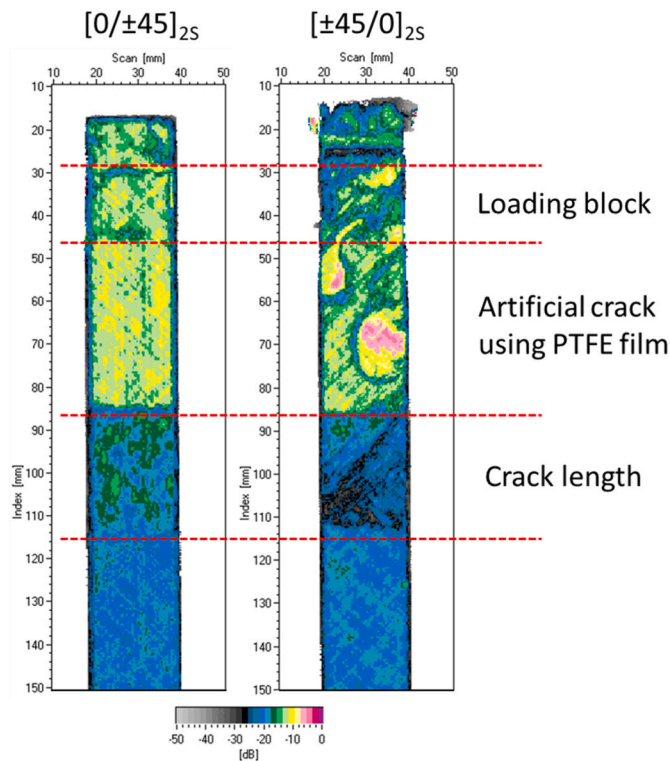 [0/±45]2S
[±45/0]2S
Scan [mm]
10 20 30 40 50
Scan [mm]
10 20 30 40 50
Index [mm]
10
20
30
40
50
60
70
80
90
100
110
120
130
140
150
Index [mm]
10
20
30
40
50
60
70
80
90
100
110
120
130
140
150
Loading block
Artificial crack
using PTFE film
Crack length
-50 -40 -30 -20 -10 0
[dB]